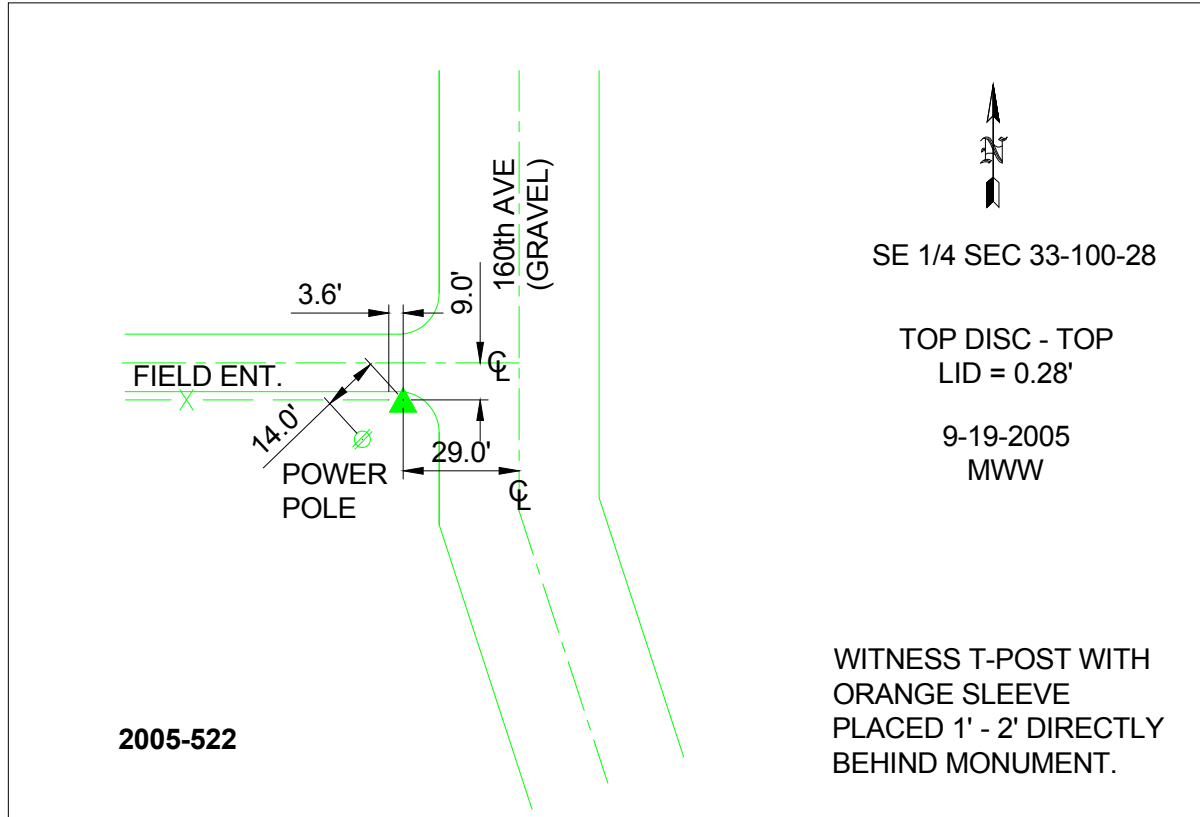 N
SE 1/4 SEC 33-100-28
TOP DISC - TOP
LID = 0.28'
9-19-2005
MWW
160th AVE
(GRAVEL)
3.6'
9.0'
CL
FIELD ENT.
X
14.0'
29.0'
POWER
POLE
CL
WITNESS T-POST WITH
ORANGE SLEEVE
PLACED 1' - 2' DIRECTLY
BEHIND MONUMENT.
2005-522